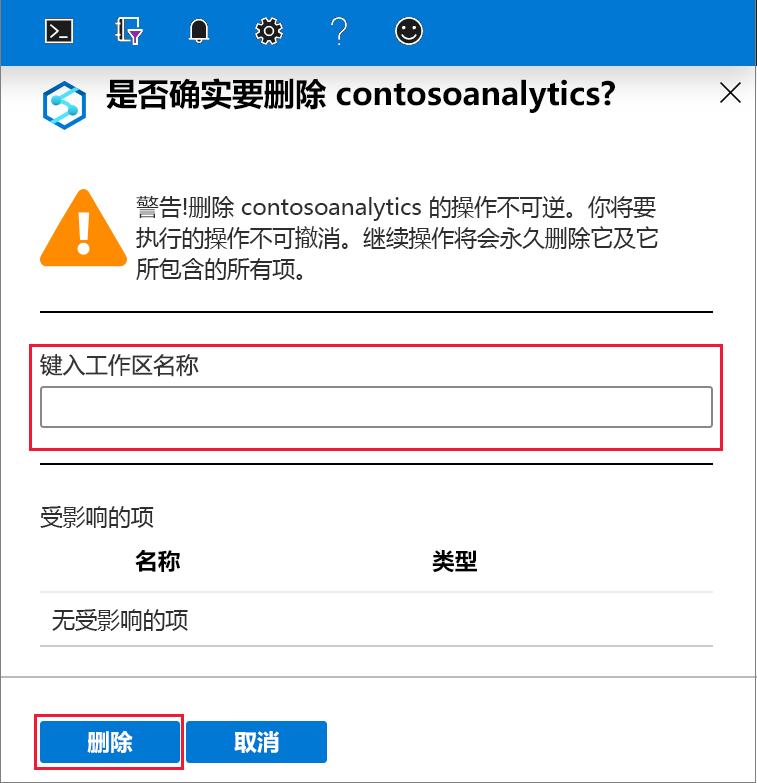 是否确实要删除 contosoanalytics?
警告!删除 contosoanalytics 的操作不可逆。你将要
执行的操作不可撤消。继续操作将会永久删除它及它
所包含的所有项。
键入工作区名称
受影响的项
名称 类型
无受影响的项
删除 取消